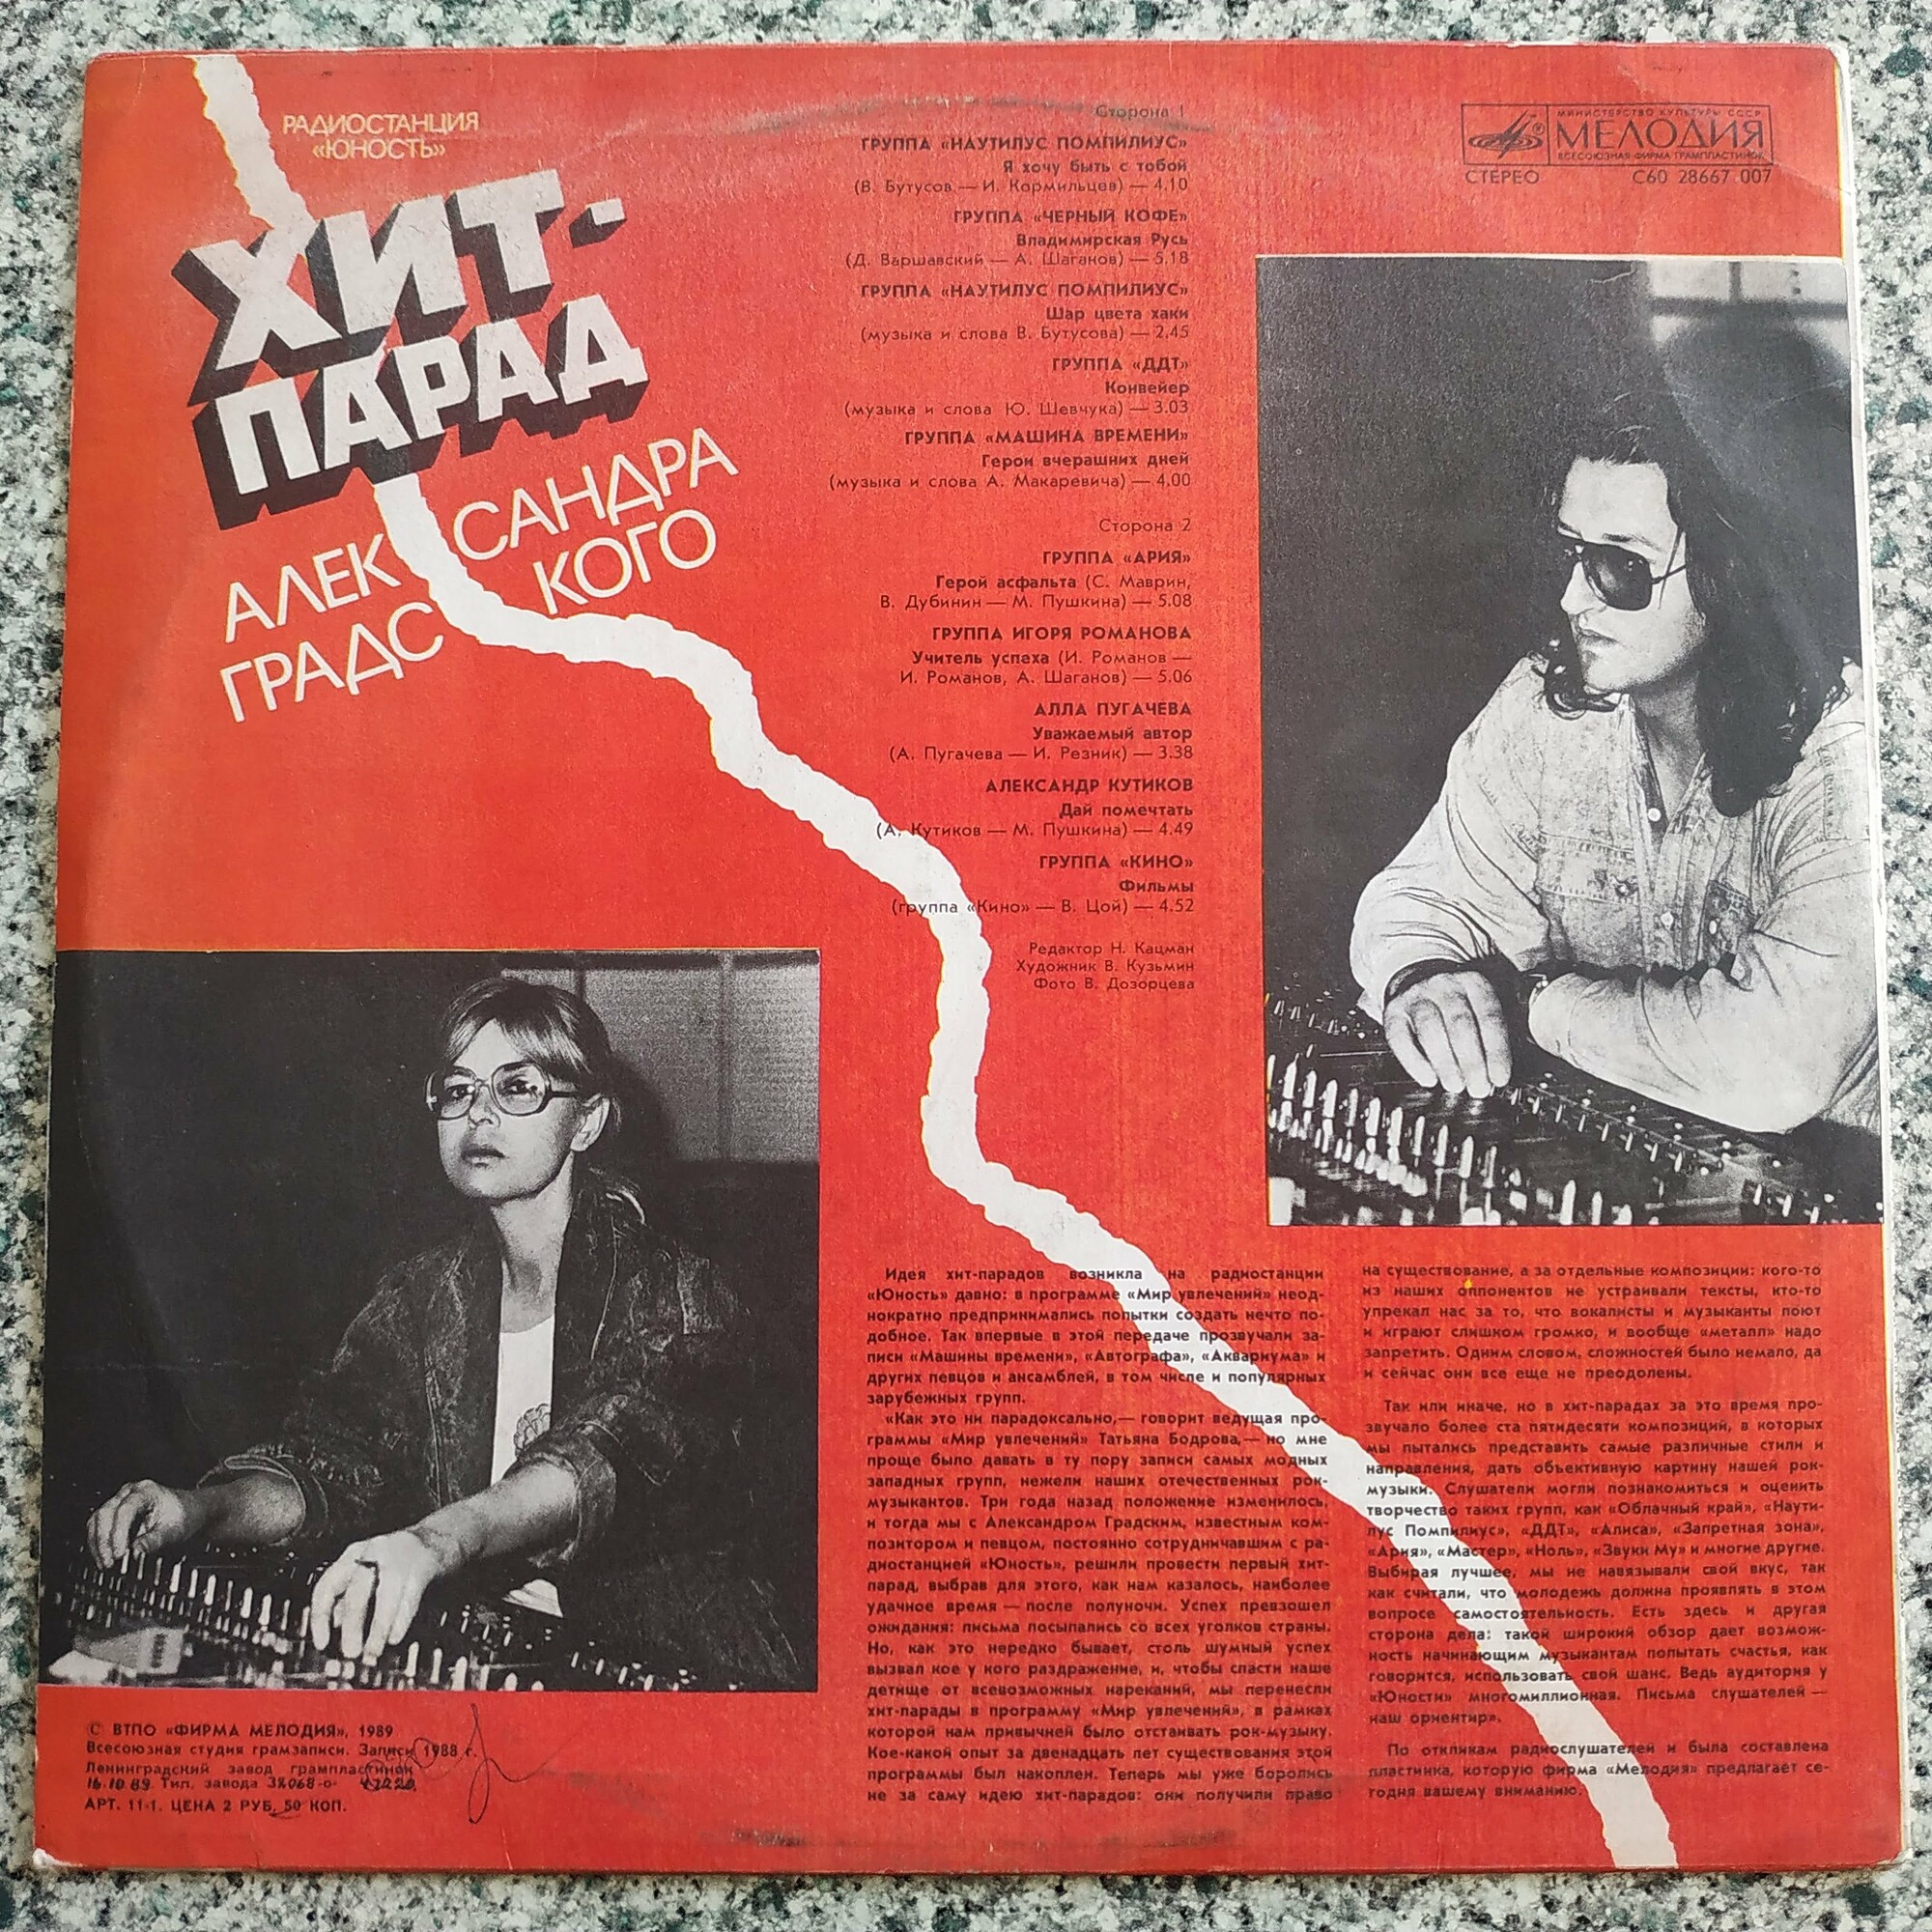 РАДИОСТАНЦИЯ
«ЮНОСТЬ»
ХИТ-
ПАРАД
АЛЕКСАНДРА
ГРАДСКОГО
Сторона 1
ГРУППА «НАУТИЛУС ПОМПИЛИУС»
Я хочу быть с тобой
(В. Бутусов — И. Кормильцев) — 4.10
ГРУППА «ЧЕРНЫЙ КОФЕ»
Владимирская Русь
(Д. Варшавский — А. Шаганов) — 5.18
ГРУППА «НАУТИЛУС ПОМПИЛИУС»
Шар цвета хаки
(музыка и слова В. Бутусова) — 2.45
ГРУППА «ДДТ»
Конвейер
(музыка и слова Ю. Шевчука) — 3.03
ГРУППА «МАШИНА ВРЕМЕНИ»
Герои вчерашних дней
(музыка и слова А. Макаревича) — 4.00
Сторона 2
ГРУППА «АРИЯ»
Герой асфальта (С. Маврин,
В. Дубинин — М. Пушкина) — 5.08
ГРУППА ИГОРЯ РОМАНОВА
Учитель успеха (И. Романов —
И. Романов, А. Шаганов) — 5.06
АЛЛА ПУГАЧЕВА
Уважаемый автор
(А. Пугачева — И. Резник) — 3.38
АЛЕКСАНДР КУТИКОВ
Дай помечтать
(А. Кутиков — М. Пушкина) — 4.49
ГРУППА «КИНО»
Фильмы
(группа «Кино» — В. Цой) — 4.52
Редактор Н. Кацман
Художник В. Кузьмин
Фото В. Дозорцева
МИНИСТЕРСТВО КУЛЬТУРЫ СССР
® МЕЛОДИЯ
ВСЕСОЮЗНАЯ ФИРМА ГРАМПЛАСТИНОК
СТЕРЕО С60 28667 007
Идея хит-парадов возникла на радиостанции
«Юность» давно: в программе «Мир увлечений» неод-
нократно предпринимались попытки создать нечто по-
добное. Так впервые в этой передаче прозвучали за-
писи «Машины времени», «Автографа», «Аквариума» и
других певцов и ансамблей, в том числе и популярных
зарубежных групп.
«Как это ни парадоксально,— говорит ведущая про-
граммы «Мир увлечений» Татьяна Бодрова,— но мне
проще было давать в ту пору записи самых модных
западных групп, нежели наших отечественных рок-
музыкантов. Три года назад положение изменилось,
и тогда мы с Александром Градским, известным ком-
позитором и певцом, постоянно сотрудничавшим с ра-
диостанцией «Юность», решили провести первый хит-
парад, выбрав для этого, как нам казалось, наиболее
удачное время — после полуночи. Успех превзошел
ожидания: письма посыпались со всех уголков страны.
Но, как это нередко бывает, столь шумный успех
вызвал кое у кого раздражение, и, чтобы спасти наше
детище от всевозможных нареканий, мы перенесли
хит-парады в программу «Мир увлечений», в рамках
которой нам привычней было отстаивать рок-музыку.
Кое-какой опыт за двенадцать лет существования этой
программы был накоплен. Теперь мы уже боролись
не за саму идею хит-парадов: они получили право
на существование, а за отдельные композиции: кого-то
из наших оппонентов не устраивали тексты, кто-то
упрекал нас за то, что вокалисты и музыканты поют
и играют слишком громко, и вообще «металл» надо
запретить. Одним словом, сложностей было немало, да
и сейчас они все еще не преодолены.
Так или иначе, но в хит-парадах за это время про-
звучало более ста пятидесяти композиций, в которых
мы пытались представить самые различные стили и
направления, дать объективную картину нашей рок-
музыки. Слушатели могли познакомиться и оценить
творчество таких групп, как «Облачный край», «Наути-
лус Помпилиус», «ДДТ», «Алиса», «Запретная зона»,
«Ария», «Мастер», «Ноль», «Звуки Му» и многие другие.
Выбирая лучшее, мы не навязывали свой вкус, так
как считали, что молодежь должна проявлять в этом
вопросе самостоятельность. Есть здесь и другая
сторона дела: такой широкий обзор дает возмож-
ность начинающим музыкантам попытать счастья, как
говорится, использовать свой шанс. Ведь аудитория у
«Юности» многомиллионная. Письма слушателей —
наш ориентир».
По откликам радиослушателей и была составлена
пластинка, которую фирма «Мелодия» предлагает се-
годня вашему вниманию.
© ВТПО «ФИРМА МЕЛОДИЯ», 1989
Всесоюзная студия грамзаписи. Записи 1988 г.
Ленинградский завод грампластинок
16.10.89 Тип. завода 38068-о-
АРТ. 11-1. ЦЕНА 2 РУБ. 50 КОП.